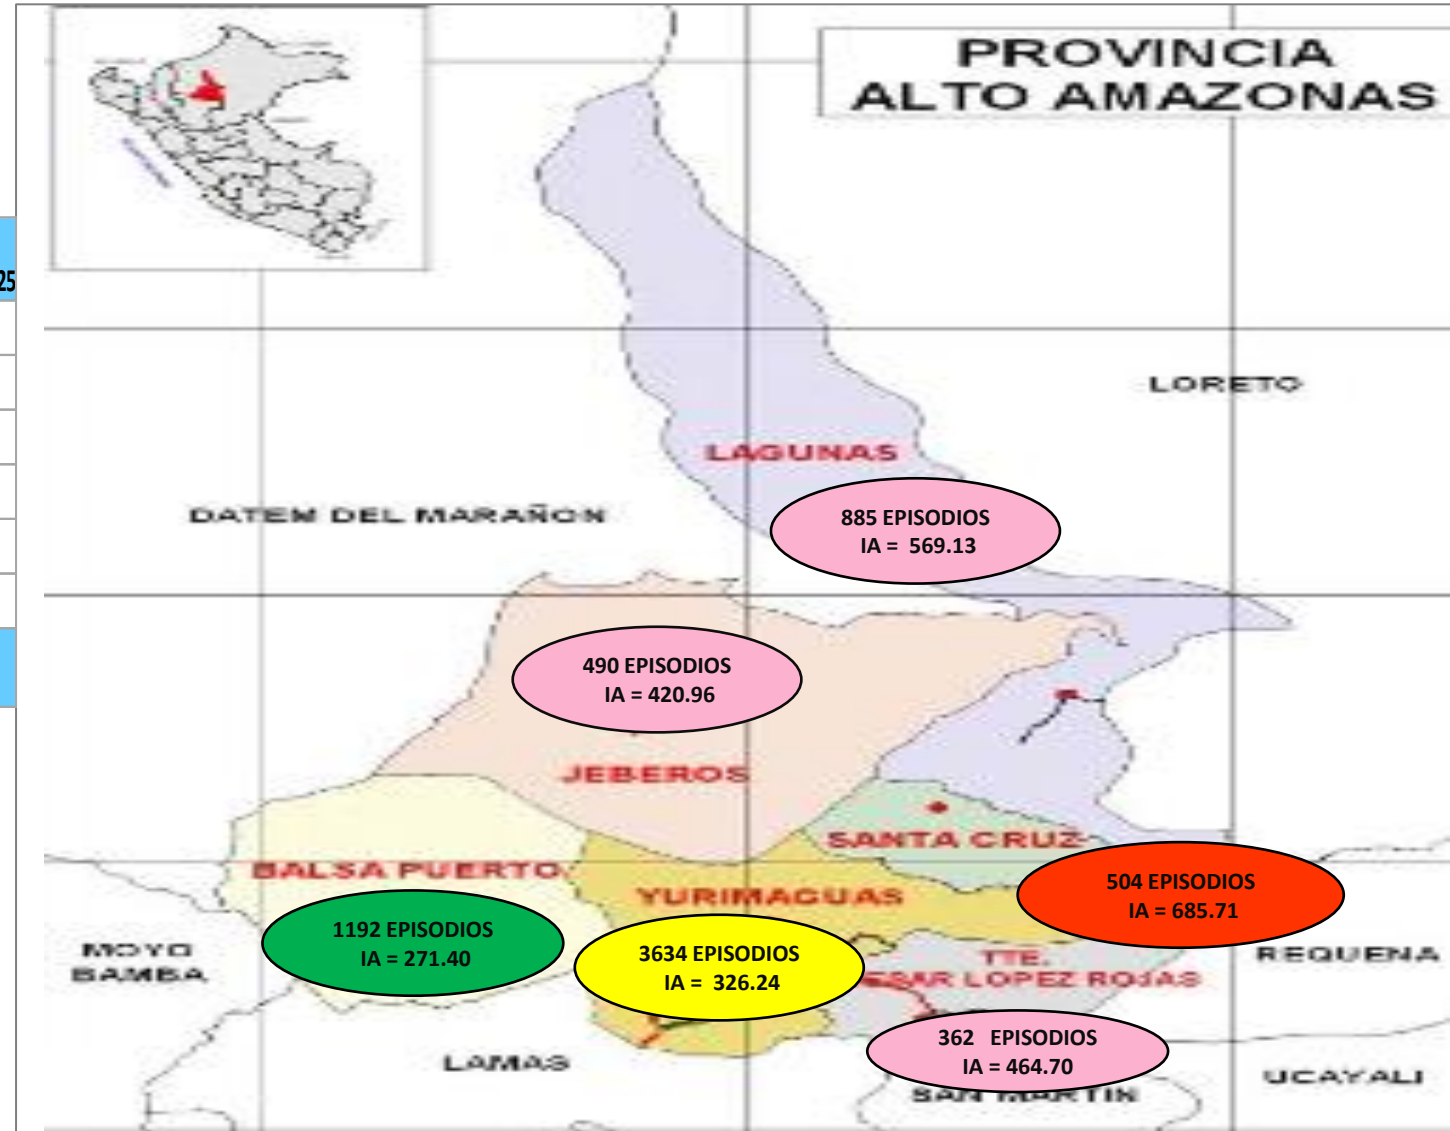 PROVINCIA
ALTO AMAZONAS
25
LORETO
LAGUNAS
DATEM DEL MARAÑON
885 EPISODIOS
IA = 569.13
490 EPISODIOS
IA = 420.96
JEBEROS
SANTA CRUZ
BALSA PUERTO
YURIMAGUAS
504 EPISODIOS
IA = 685.71
1192 EPISODIOS
IA = 271.40
3634 EPISODIOS
IA = 326.24
MOYO
BAMBA
TTE.
ESAR LOPEZ ROJAS
REQUENA
362 EPISODIOS
IA = 464.70
LAMAS
SAN MARTIN
UCAYALI